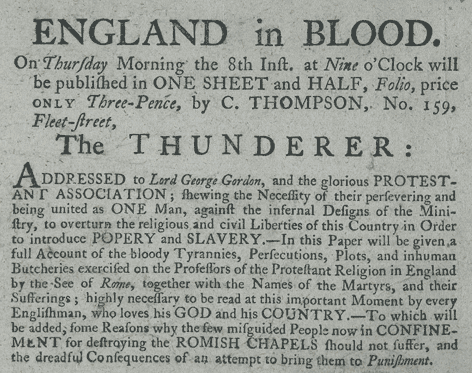 ENGLAND in BLOOD.
On Thurſday Morning the 8th Inſt. at Nine o'Clock will
be publiſhed in ONE SHEET and HALF, Folio, price
ONLY Three-Pence, by C. THOMPSON, No. 159,
Fleet-ſtreet,
The THUNDERER:
ADDRESSED to Lord George Gordon, and the glorious PROTEST-
ANT ASSOCIATION; ſhewing the Neceſſity of their perſevering and
being united as ONE Man, againſt the infernal Deſigns of the Mini-
ſtry, to overturn the religious and civil Liberties of this Country in Order
to introduce POPERY and SLAVERY.—In this Paper will be given a
full Account of the bloody Tyrannies, Perſecutions, Plots, and inhuman
Butcheries exerciſed on the Profeſſors of the Proteſtant Religion in England
by the See of Rome, together with the Names of the Martyrs, and their
Sufferings; highly neceſſary to be read at this important Moment by every
Engliſhman, who loves his GOD and his COUNTRY.—To which will
be added, ſome Reaſons why the few miſguided People now in CONFINE-
MENT for deſtroying the ROMISH CHAPELS ſhould not ſuffer, and
the dreadful Conſequences of an attempt to bring them to Puniſhment.